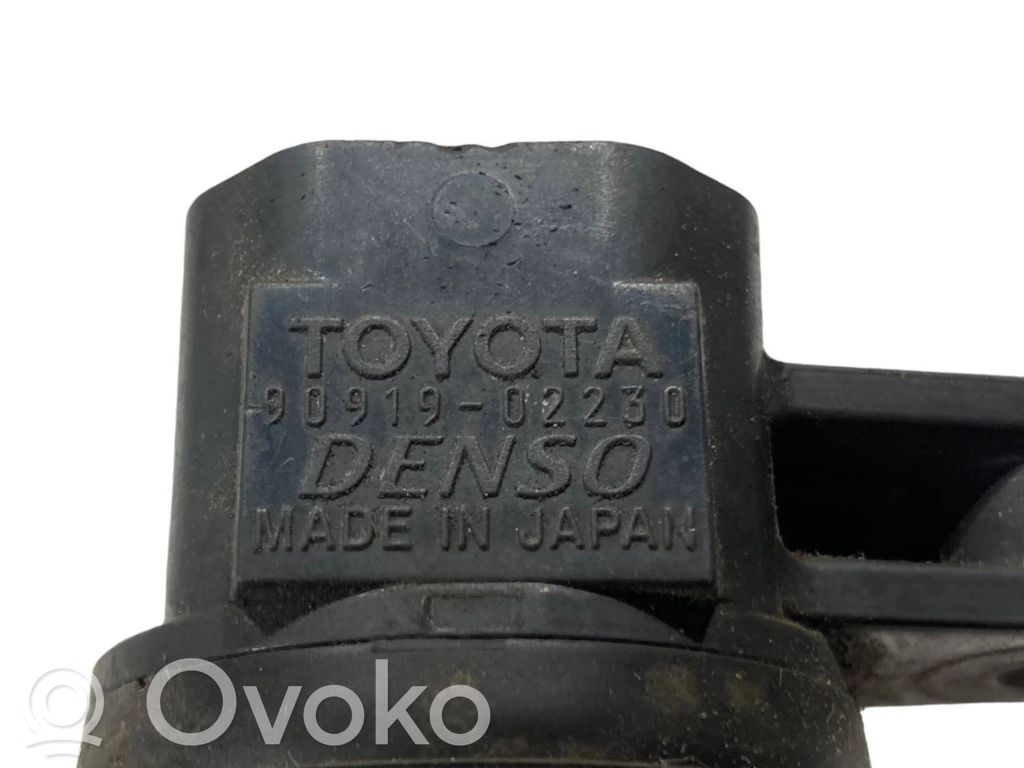 TOYOTA
90919-02230
DENSO
MADE IN JAPAN
Ovoko